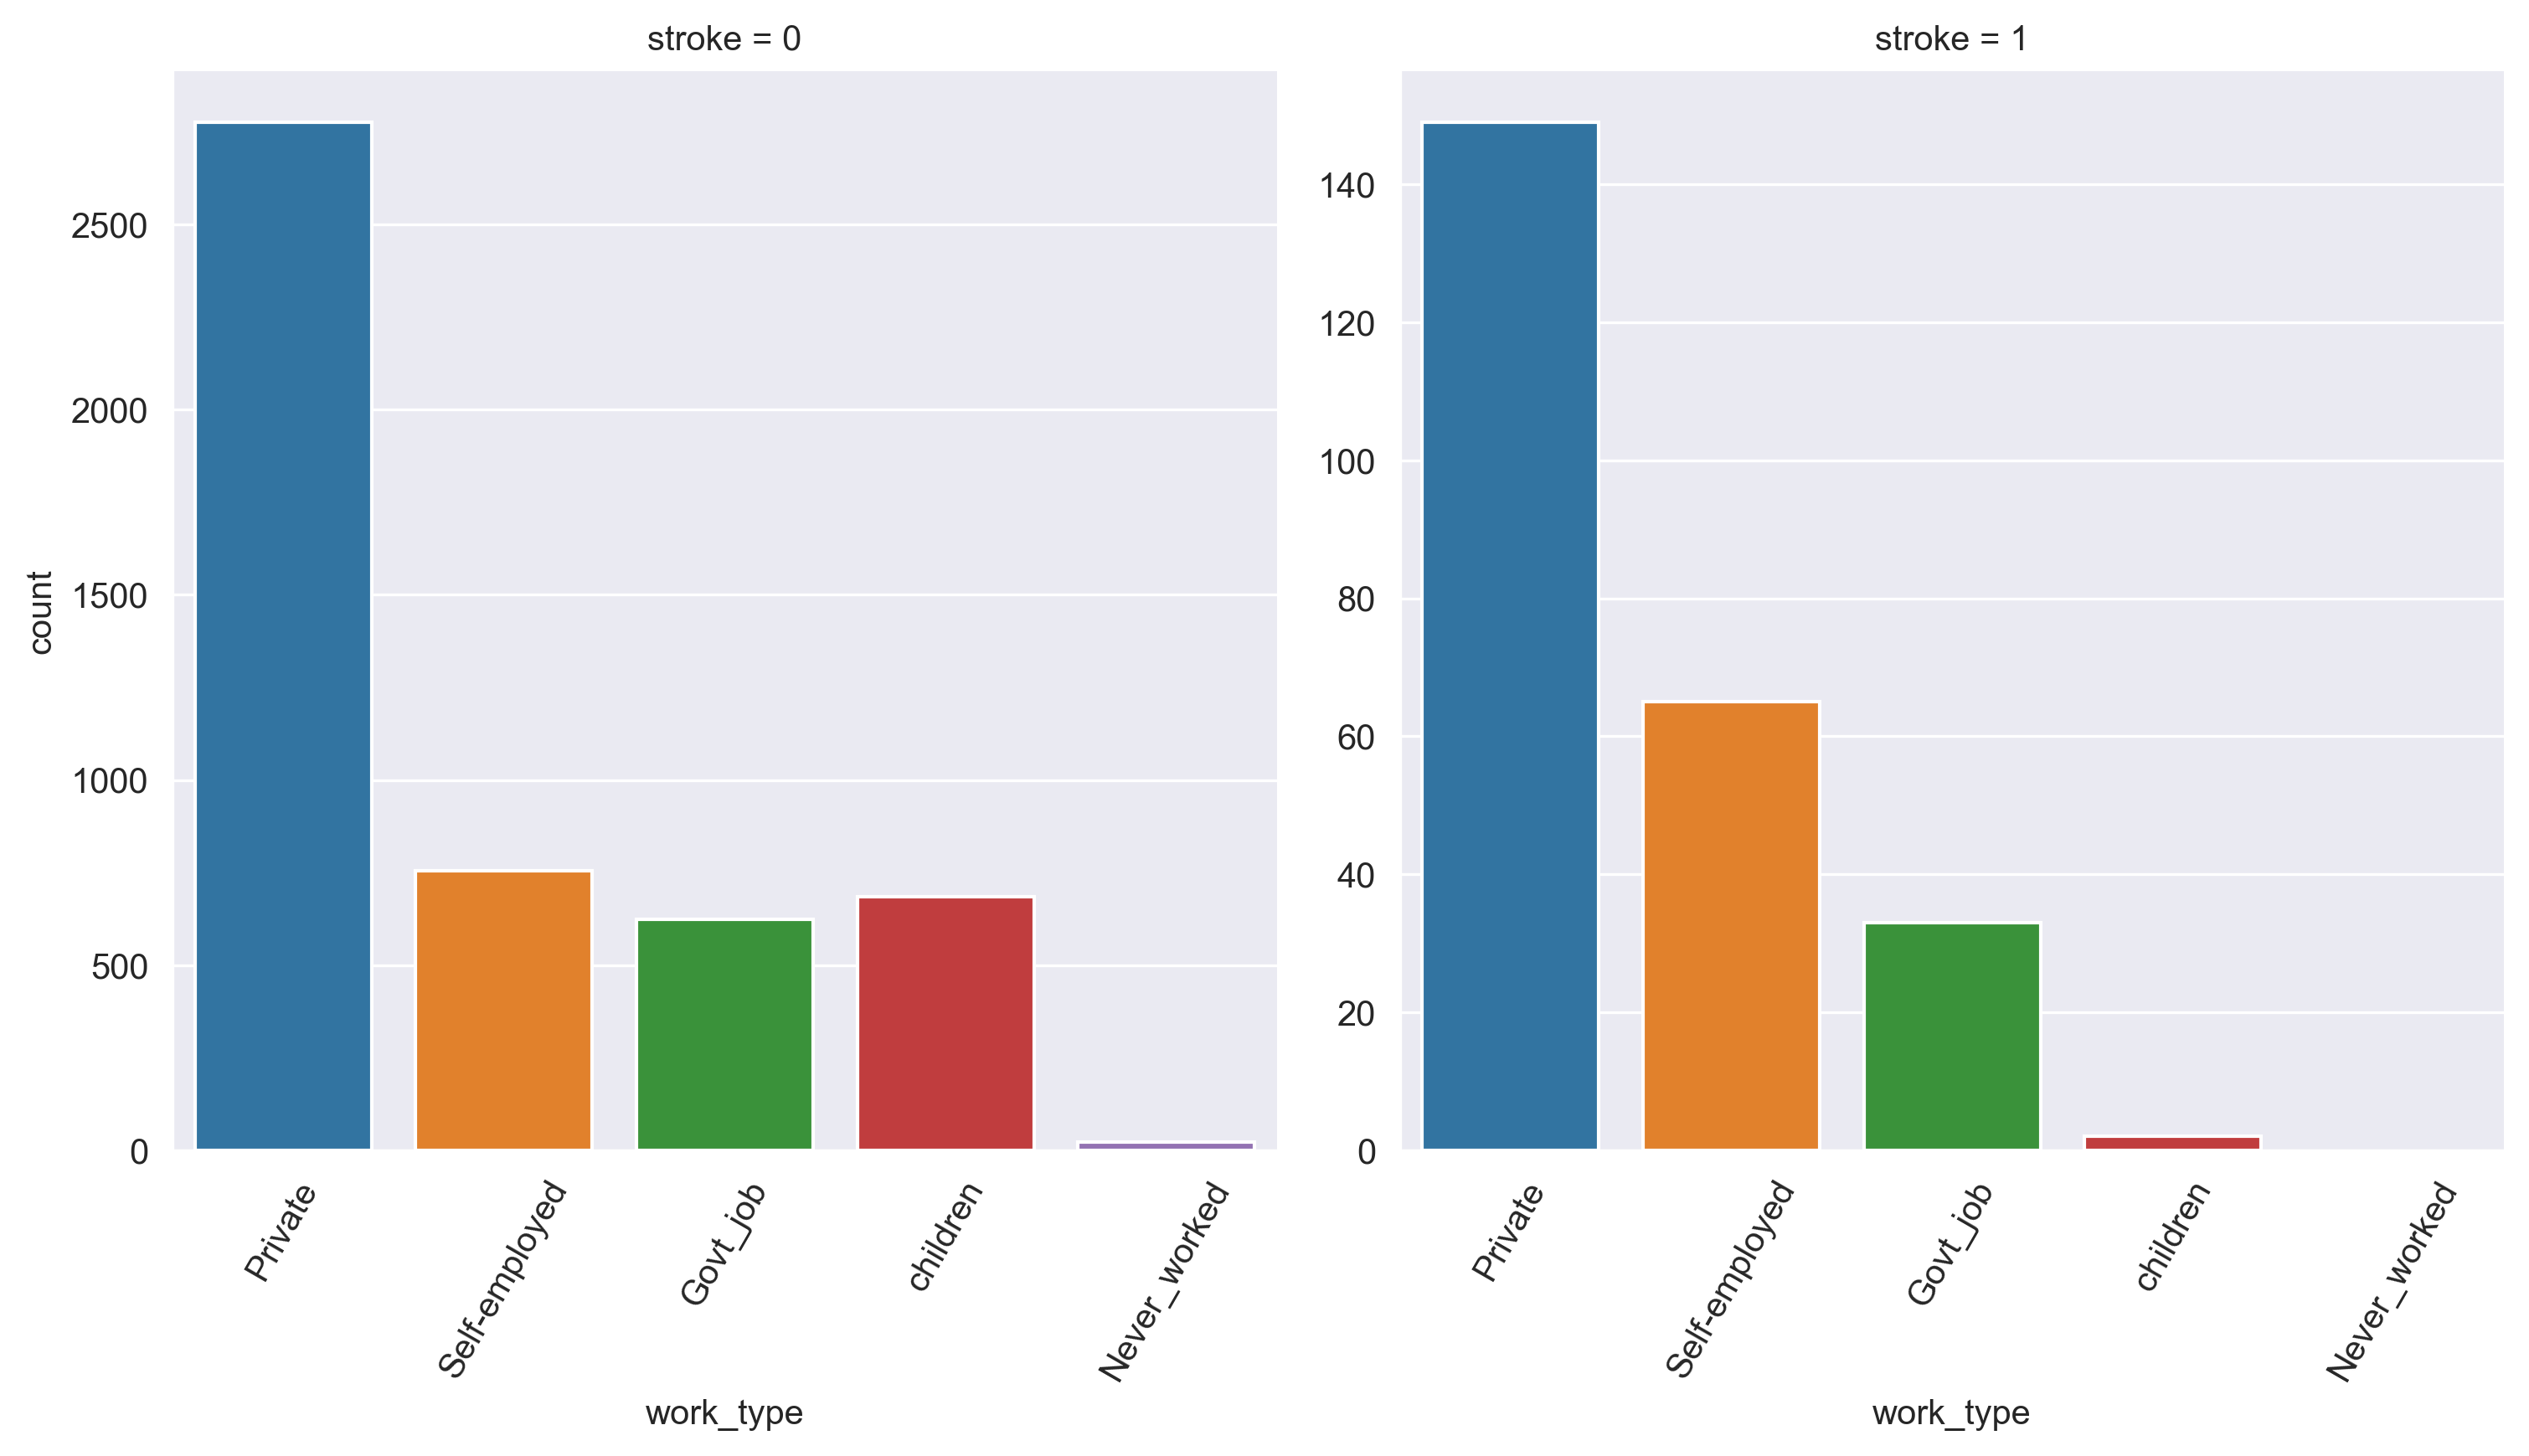 stroke = 0
count
2500
2000
1500
1000
500
0
Private
Self-employed
Govt_job
children
Never_worked
work_type
stroke = 1
140
120
100
80
60
40
20
0
Private
Self-employed
Govt_job
children
Never_worked
work_type